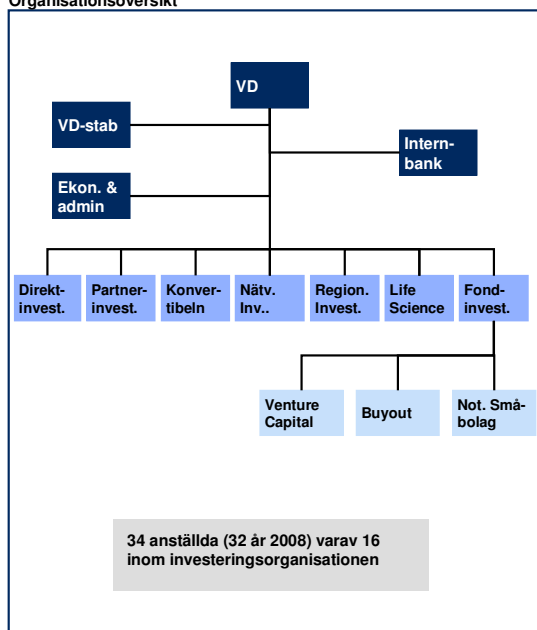 Organisationsöversikt
VD
VD-stab
Intern-
bank
Ekon. &
admin
Direkt-
invest.
Partner-
invest.
Konver-
tibeln
Nätv.
Inv..
Region.
Invest.
Life
Science
Fond-
invest.
Venture
Capital
Buyout
Not. Små-
bolag
34 anställda (32 år 2008) varav 16
inom investeringsorganisationen